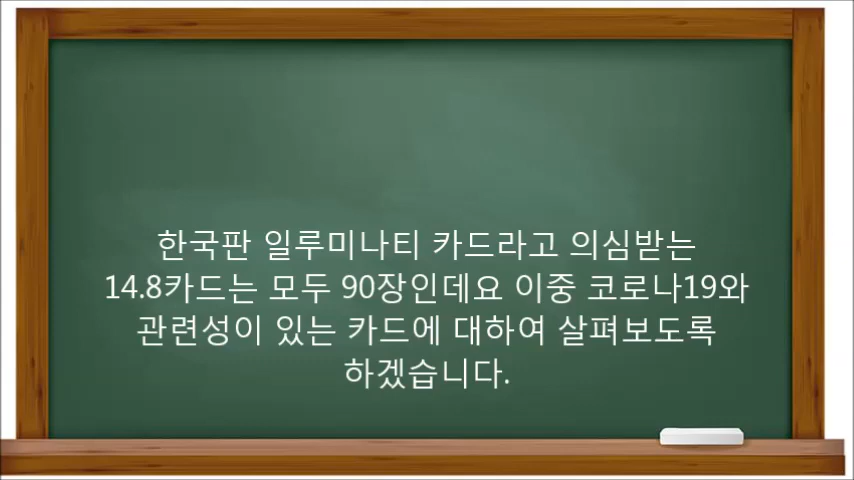 한국판 일루미나티 카드라고 의심받는
14.8카드는 모두 90장인데요 이중 코로나19와
관련성이 있는 카드에 대하여 살펴보도록
하겠습니다.